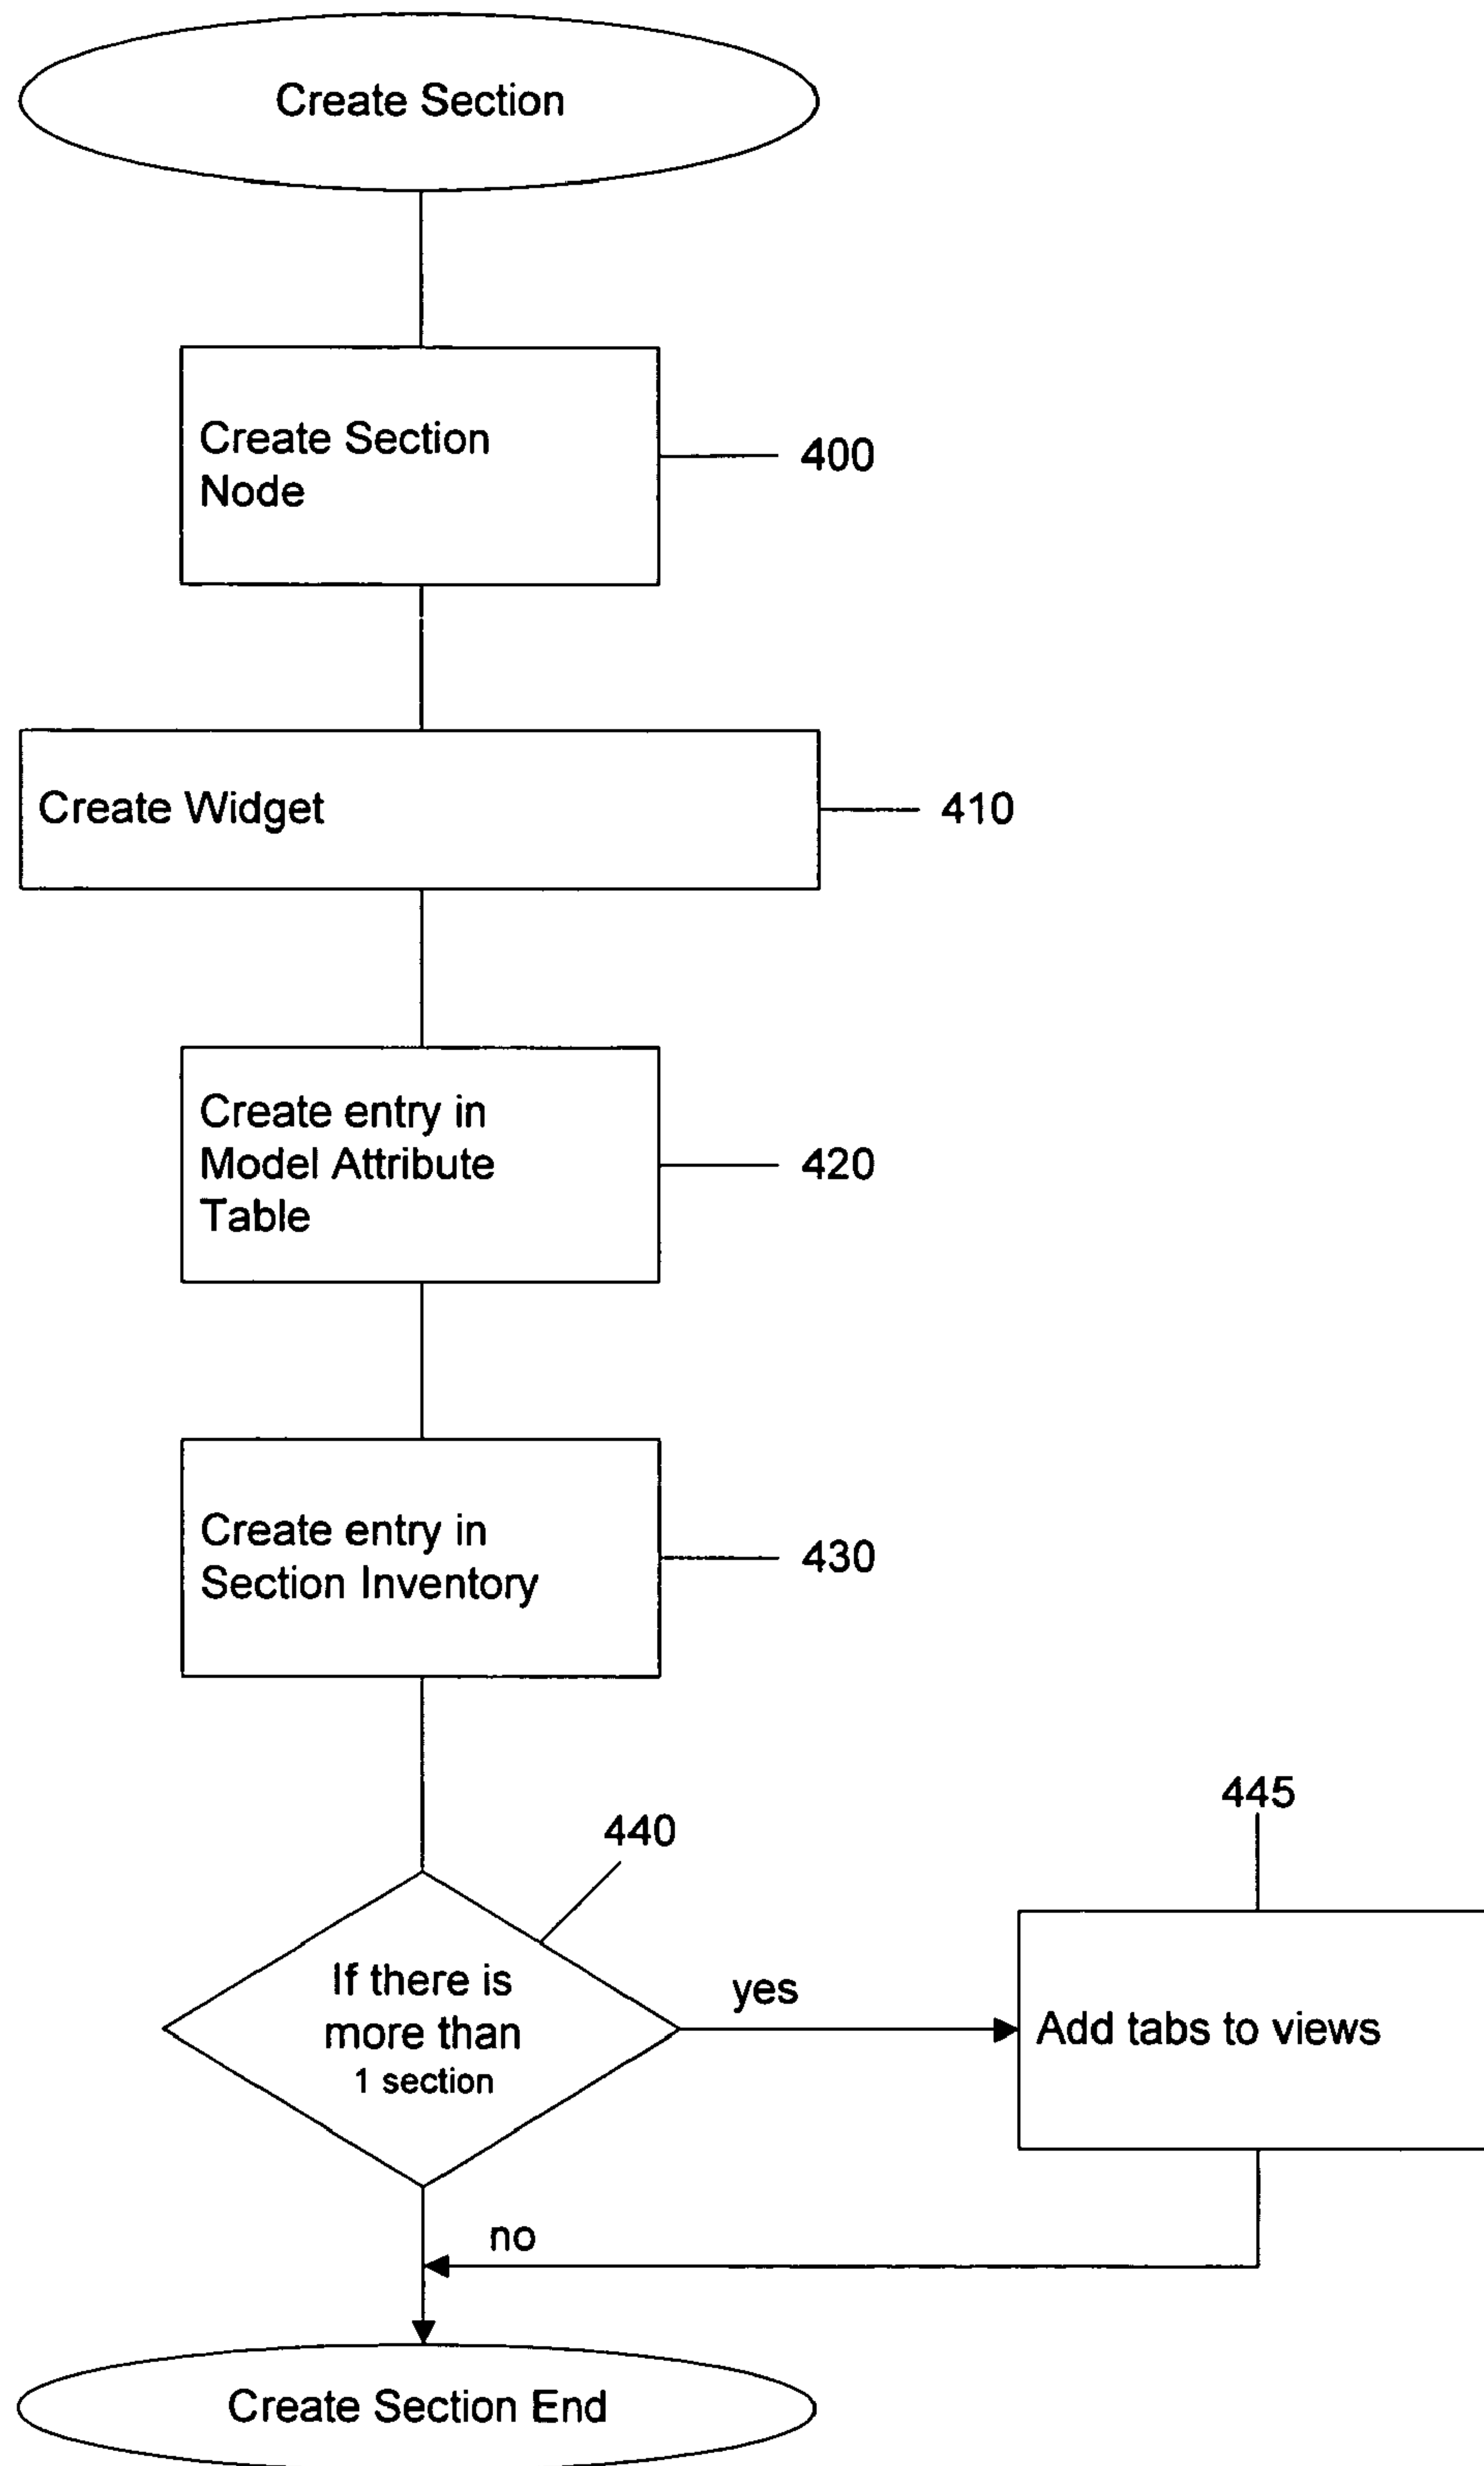 Create Section
Create Section
Node
400
Create Widget
410
Create entry in
Model Attribute
Table
420
Create entry in
Section Inventory
430
445
440
If there is
more than
1 section
yes
Add tabs to views
no
Create Section End